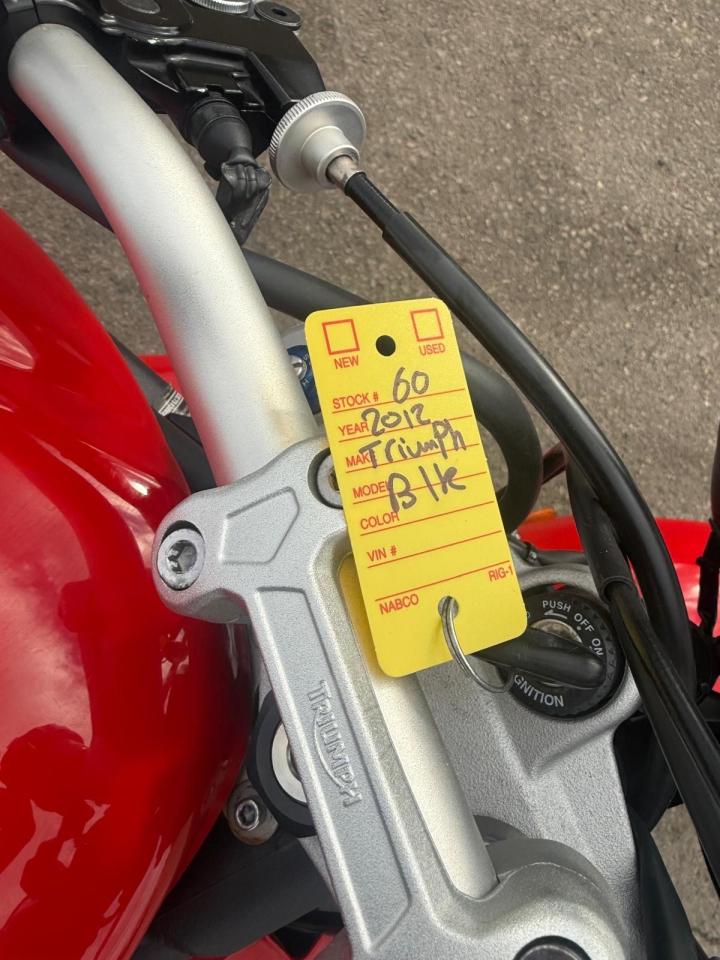 NEW USED
STOCK # 60
YEAR 2012
MAKE Triumph
MODEL Blk
COLOR
VIN #
NABCO RIG-1
PUSH OFF ON
IGNITION
TRIUMPH